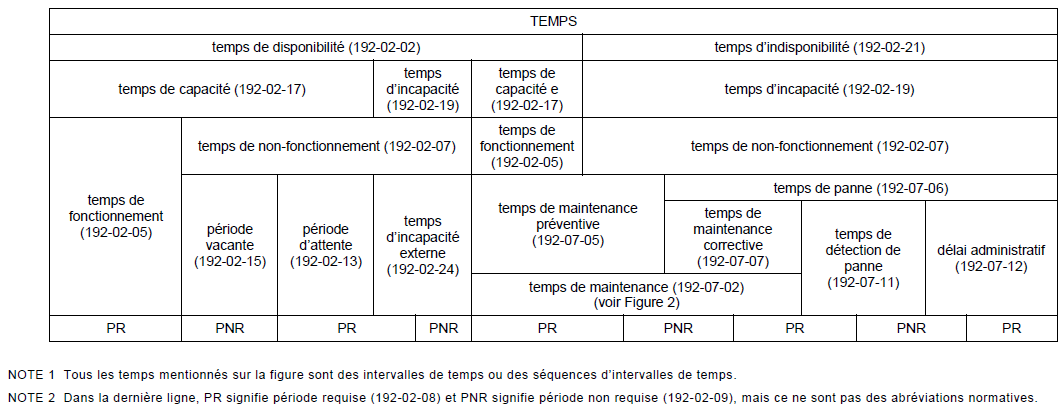 TEMPS
temps de disponibilité (192-02-02)
temps d'indisponibilité (192-02-21)
temps de capacité (192-02-17)
temps
d'incapacité
(192-02-19)
temps de
capacité e
(192-02-17)
temps d'incapacité (192-02-19)
temps de
fonctionnement
(192-02-05)
temps de non-fonctionnement (192-02-07)
temps de
fonctionnement
(192-02-05)
temps de non-fonctionnement (192-02-07)
période
vacante
(192-02-15)
période
d'attente
(192-02-13)
temps
d'incapacité
externe
(192-02-24)
temps de maintenance
préventive
(192-07-05)
temps de panne (192-07-06)
temps de
maintenance
corrective
(192-07-07)
temps de
détection de
panne
(192-07-11)
délai administratif
(192-07-12)
temps de maintenance (192-07-02)
(voir Figure 2)
PR
PNR
PR
PNR
PR
PNR
PR
PNR
PR
NOTE 1 Tous les temps mentionnés sur la figure sont des intervalles de temps ou des séquences d'intervalles de temps.
NOTE 2 Dans la dernière ligne, PR signifie période requise (192-02-08) et PNR signifie période non requise (192-02-09), mais ce ne sont pas des abréviations normatives.